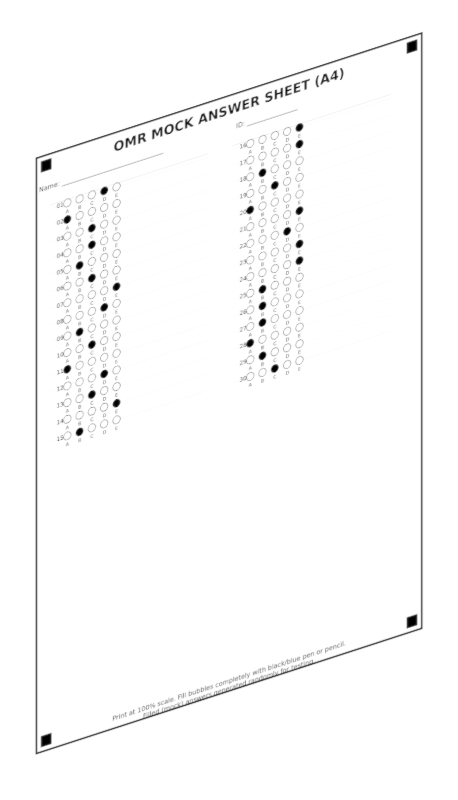 OMR MOCK ANSWER SHEET (A4)
Name:
ID:
01
A B C D E
02
A B C D E
03
A B C D E
04
A B C D E
05
A B C D E
06
A B C D E
07
A B C D E
08
A B C D E
09
A B C D E
10
A B C D E
11
A B C D E
12
A B C D E
13
A B C D E
14
A B C D E
15
A B C D E
16
A B C D E
17
A B C D E
18
A B C D E
19
A B C D E
20
A B C D E
21
A B C D E
22
A B C D E
23
A B C D E
24
A B C D E
25
A B C D E
26
A B C D E
27
A B C D E
28
A B C D E
29
A B C D E
30
A B C D E
Print at 100% scale. Fill bubbles completely with black/blue pen or pencil.
Filled (mock) answers generated randomly for testing.